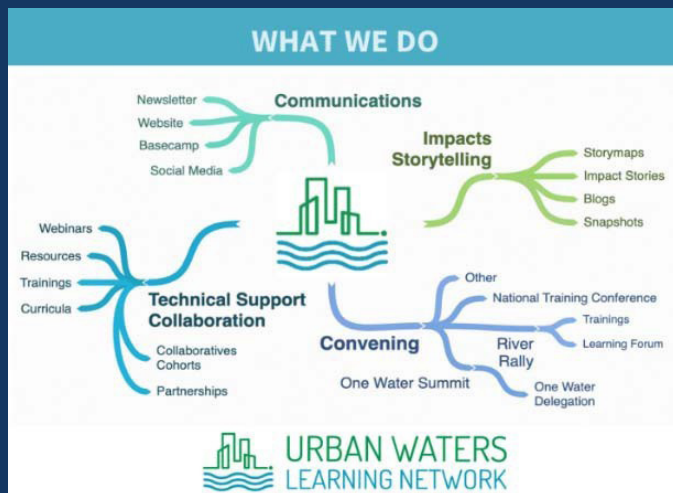 WHAT WE DO
Communications
Newsletter
Website
Basecamp
Social Media
Impacts
Storytelling
Storymaps
Impact Stories
Blogs
Snapshots
Webinars
Resources
Trainings
Curricula
Technical Support
Collaboration
Collaboratives
Cohorts
Partnerships
Convening
Other
National Training Conference
River
Rally
Trainings
Learning Forum
One Water Summit
One Water
Delegation
URBAN WATERS
LEARNING NETWORK